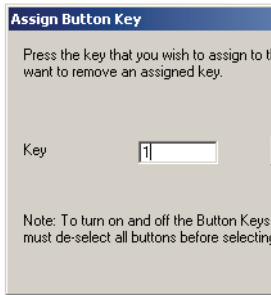 Assign Button Key
Press the key that you wish to assign to
want to remove an assigned key.
Key
1
Note: To turn on and off the Button Keys
must de-select all buttons before selecting